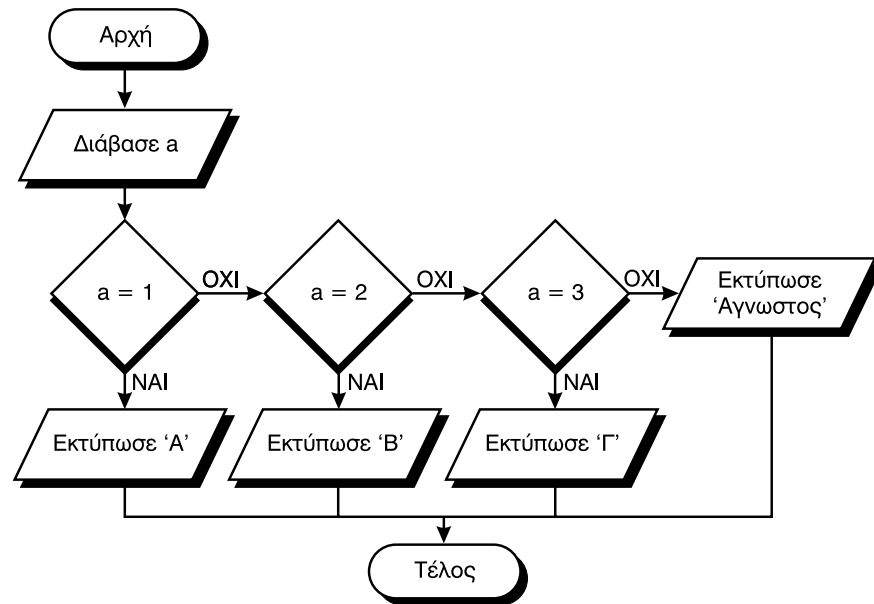 Αρχή
Διάβασε a
a = 1
ΟΧΙ
a = 2
ΟΧΙ
a = 3
ΟΧΙ
Εκτύπωσε
‘Αγνωστος’
ΝΑΙ
ΝΑΙ
ΝΑΙ
Εκτύπωσε ‘Α’
Εκτύπωσε ‘Β’
Εκτύπωσε ‘Γ’
Τέλος